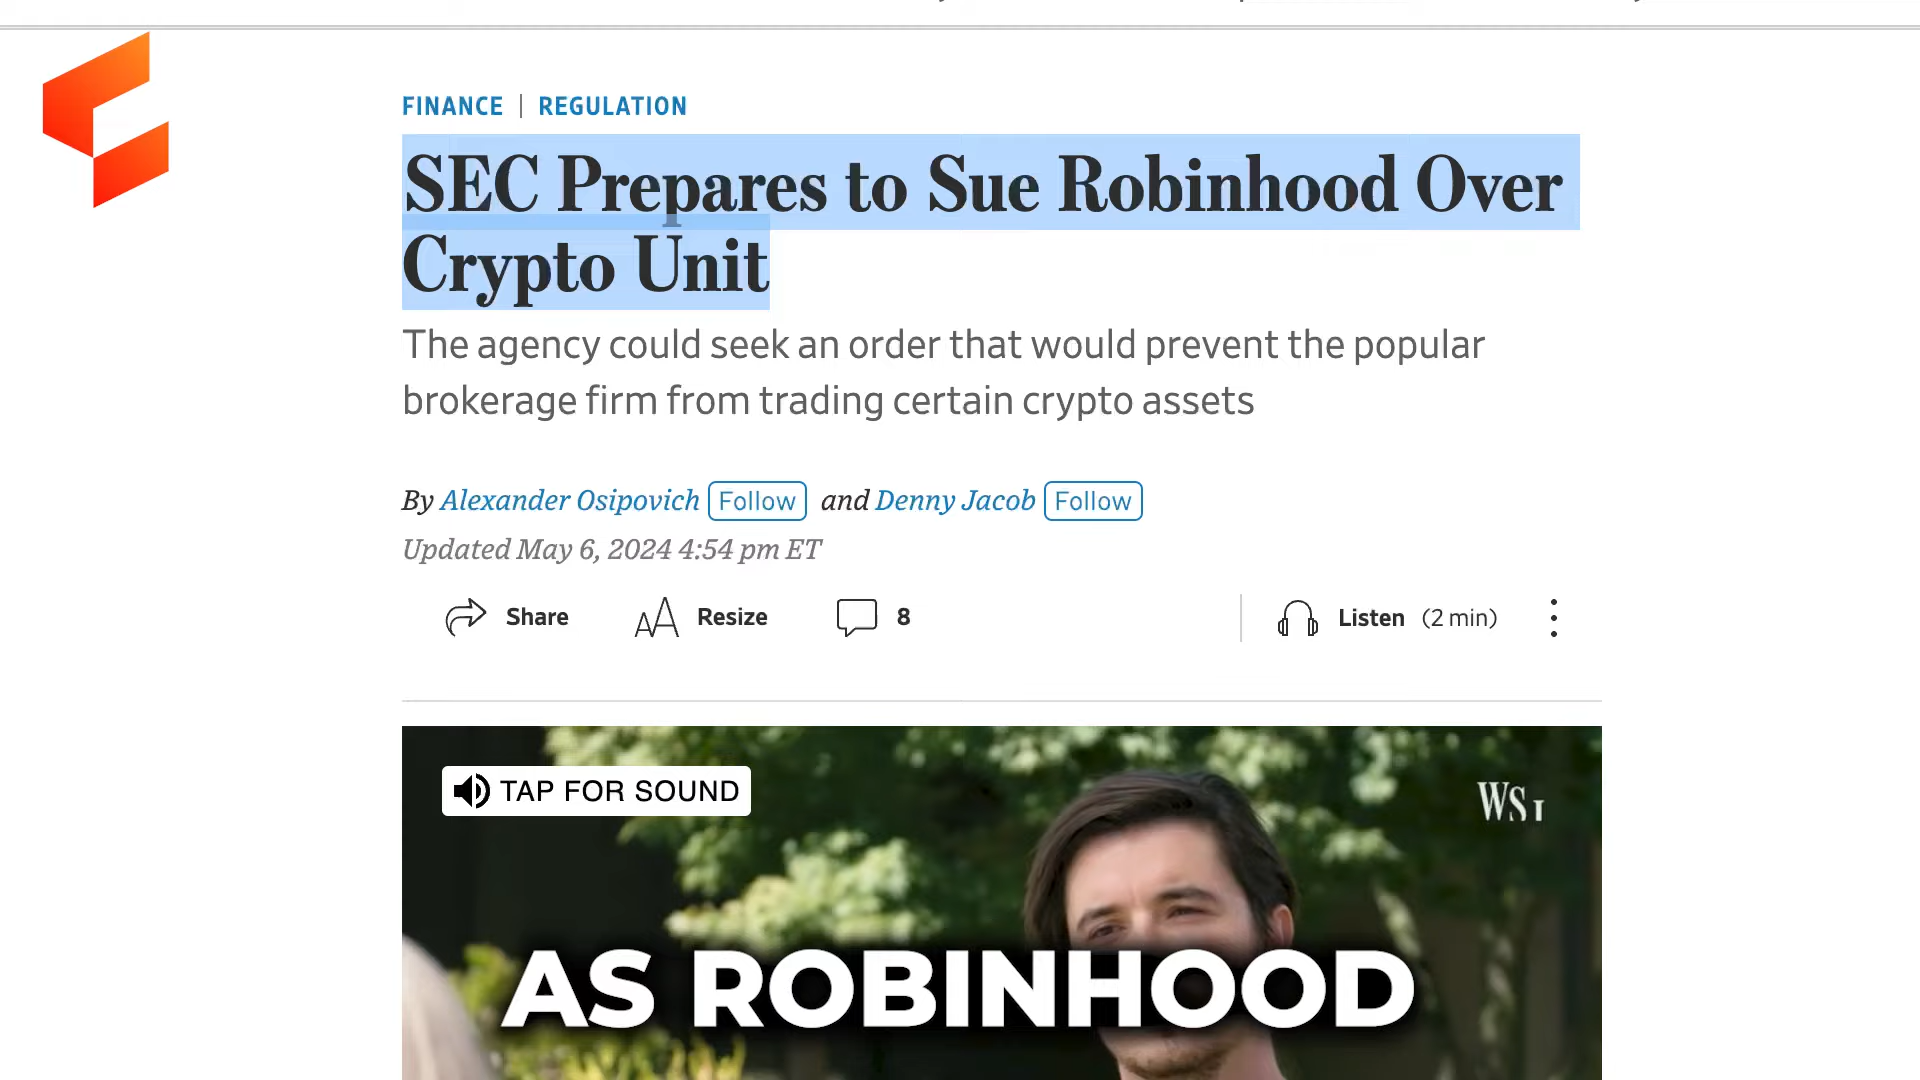 FINANCE | REGULATION
SEC Prepares to Sue Robinhood Over
Crypto Unit
The agency could seek an order that would prevent the popular
brokerage firm from trading certain crypto assets
By Alexander Osipovich Follow and Denny Jacob Follow
Updated May 6, 2024 4:54 pm ET
Share Resize 8 Listen (2 min)
TAP FOR SOUND
WSJ
AS ROBINHOOD